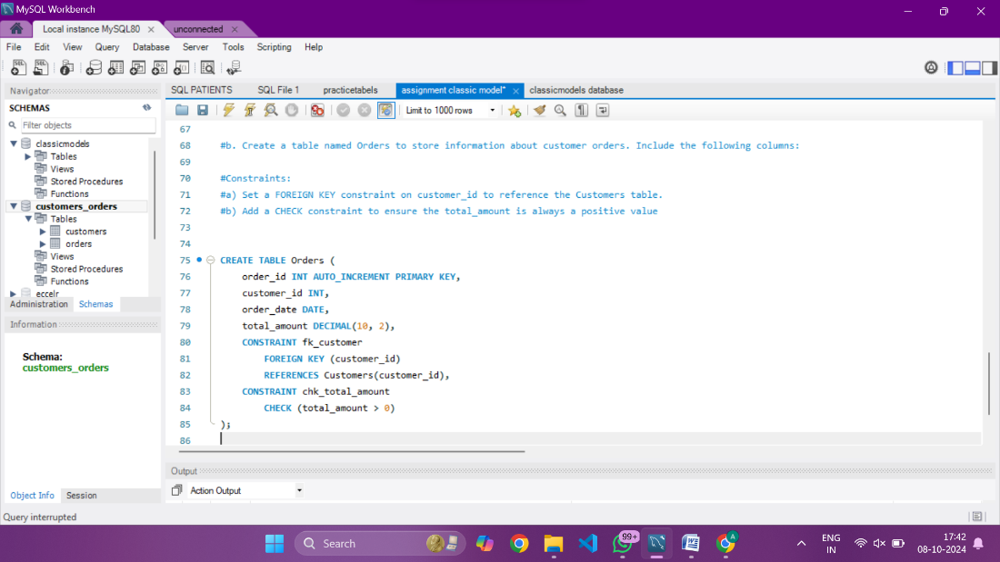 MySQL Workbench
Local instance MySQL80
unconnected
File Edit View Query Database Server Tools Scripting Help
Navigator
SCHEMAS
Filter objects
classicmodels
Tables
Views
Stored Procedures
Functions
customers_orders
Tables
customers
orders
Views
Stored Procedures
Functions
eccelr
Administration Schemas
Information
Schema:
customers_orders
Object Info Session
Query interrupted
SQL PATIENTS SQL File 1 practicetabels assignment classic model* classicmodels database
Limit to 1000 rows
67
68 #b. Create a table named Orders to store information about customer orders. Include the following columns:
69
70 #Constraints:
71 #a) Set a FOREIGN KEY constraint on customer_id to reference the Customers table.
72 #b) Add a CHECK constraint to ensure the total_amount is always a positive value
73
74
75 CREATE TABLE Orders (
76 order_id INT AUTO_INCREMENT PRIMARY KEY,
77 customer_id INT,
78 order_date DATE,
79 total_amount DECIMAL(10, 2),
80 CONSTRAINT fk_customer
81 FOREIGN KEY (customer_id)
82 REFERENCES Customers(customer_id),
83 CONSTRAINT chk_total_amount
84 CHECK (total_amount > 0)
85 );
86
Output
Action Output
Search
99+
A
ENG
IN
17:42
08-10-2024